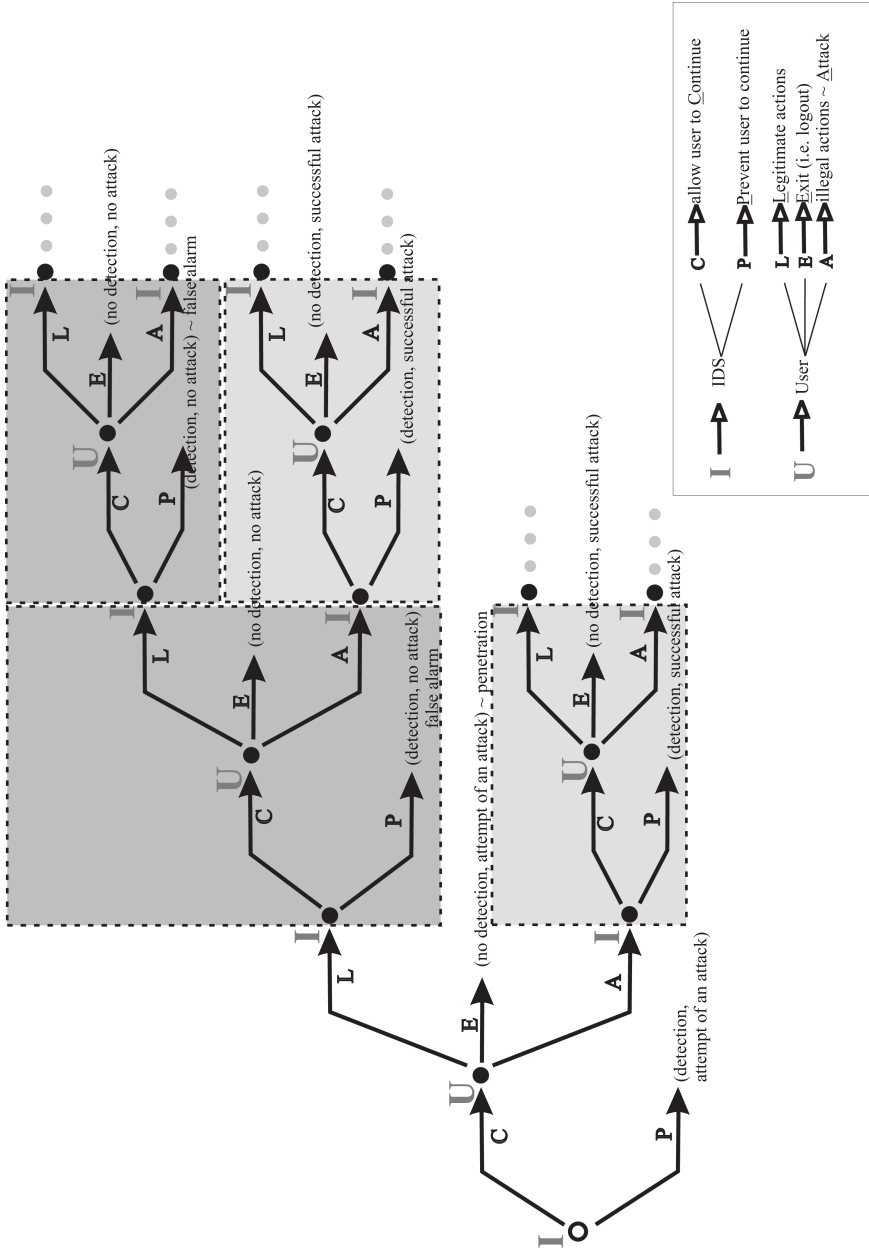 I
L
(no detection, no attack)
E
I
A
U
(detection, no attack) ~ false alarm
C
P
I
L
(no detection, successful attack)
E
I
A
U
(detection, successful attack)
C
P
I
L
(no detection, no attack)
E
I
A
U
(detection, no attack)
false alarm
C
P
I
L
(no detection, attempt of an attack) ~ penetration
E
I
A
U
(detection,
attempt of an attack)
C
P
I
I
L
(no detection, successful attack)
E
I
A
U
(detection, successful attack)
C
P
I IDS
C allow user to Continue
P Prevent user to continue
U User
L Legitimate actions
E Exit (i.e. logout)
A illegal actions ~ Attack